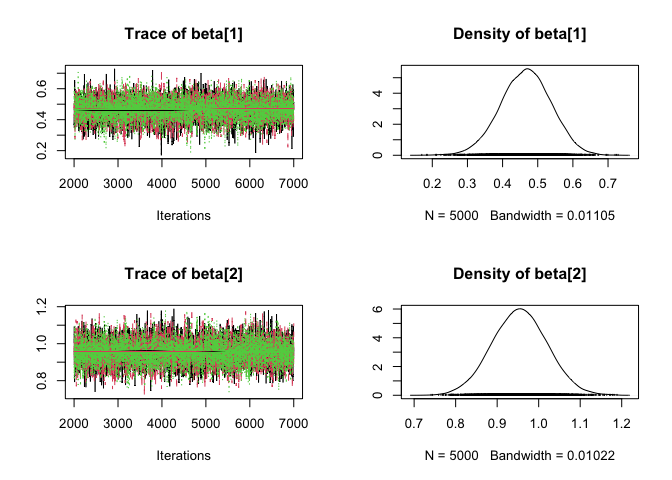 Trace of beta[1]
0.6
0.4
0.2
2000 3000 4000 5000 6000 7000
Iterations
Density of beta[1]
4
2
0
0.2 0.3 0.4 0.5 0.6 0.7
N = 5000 Bandwidth = 0.01105
Trace of beta[2]
1.2
1.0
0.8
2000 3000 4000 5000 6000 7000
Iterations
Density of beta[2]
6
4
2
0
0.7 0.8 0.9 1.0 1.1 1.2
N = 5000 Bandwidth = 0.01022